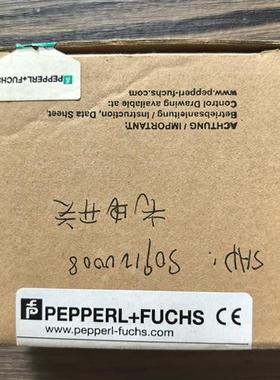 PEPPERL+FUCHS
ACHTUNG / IMPORTANT:
Betriebsanleitung / Instruction, Data Sheet,
Control Drawing available at:
www.pepperl-fuchs.com
光电开关
SAP:
PEPPERL+FUCHS CE
www.pepperl-fuchs.com